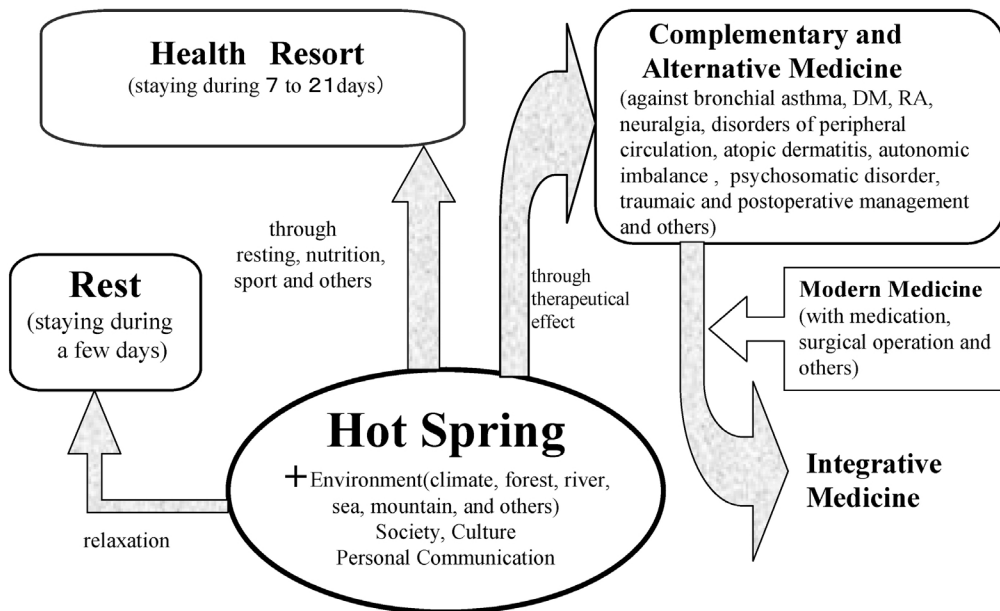 Health Resort
(staying during 7 to 21days)
Complementary and
Alternative Medicine
(against bronchial asthma, DM, RA,
neuralgia, disorders of peripheral
circulation, atopic dermatitis, autonomic
imbalance , psychosomatic disorder,
traumaic and postoperative management
and others)
through
resting, nutrition,
sport and others
through
therapeutical
effect
Rest
(staying during
a few days)
Modern Medicine
(with medication,
surgical operation and
others)
Hot Spring
+Environment(climate, forest, river,
sea, mountain, and others)
Society, Culture
Personal Communication
relaxation
Integrative
Medicine